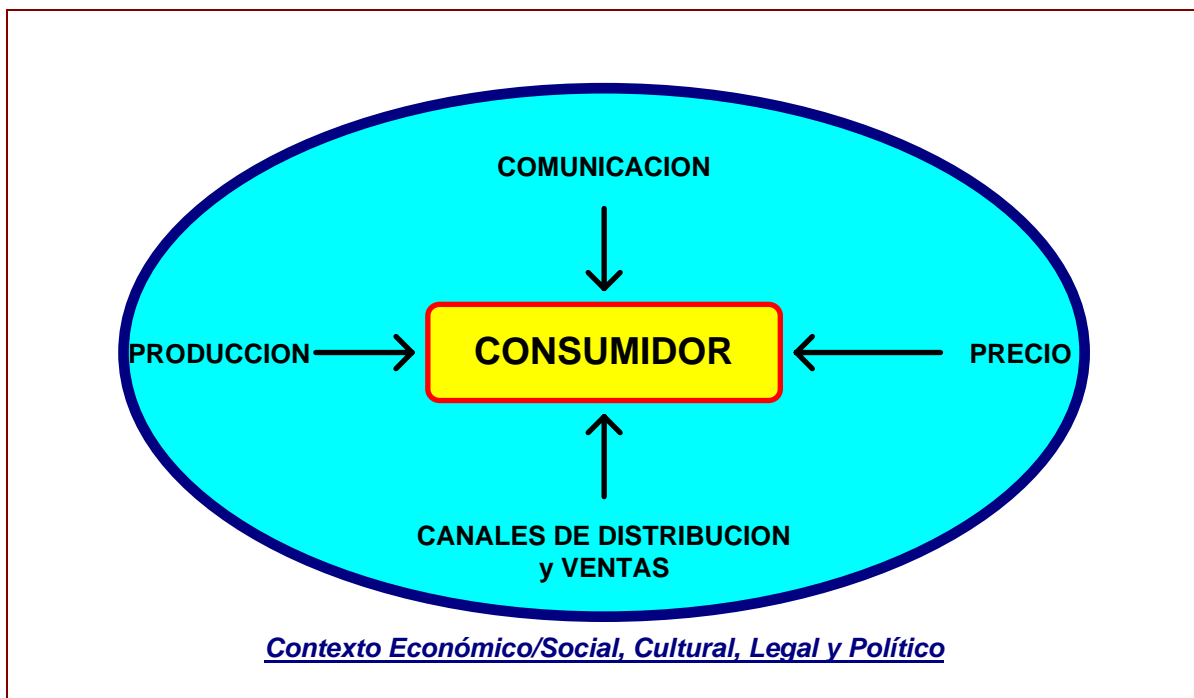 COMUNICACION
PRODUCCION
CONSUMIDOR
PRECIO
CANALES DE DISTRIBUCION
y VENTAS
Contexto Económico/Social, Cultural, Legal y Político